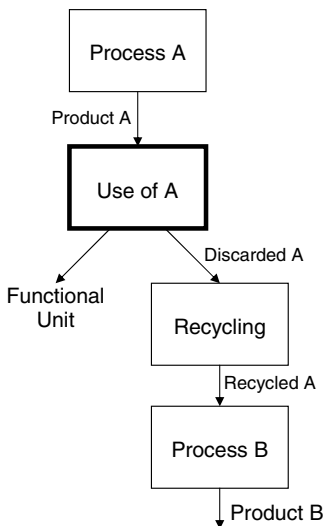 Process A
Product A
Use of A
Discarded A
Functional
Unit
Recycling
Recycled A
Process B
Product B